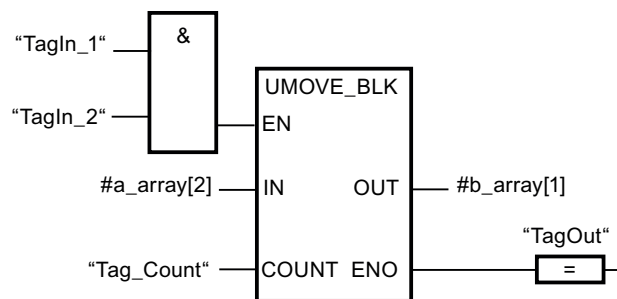 “TagIn_1“
&
“TagIn_2“
UMOVE_BLK
EN
#a_array[2] IN OUT #b_array[1]
“TagOut“
“Tag_Count“ COUNT ENO =